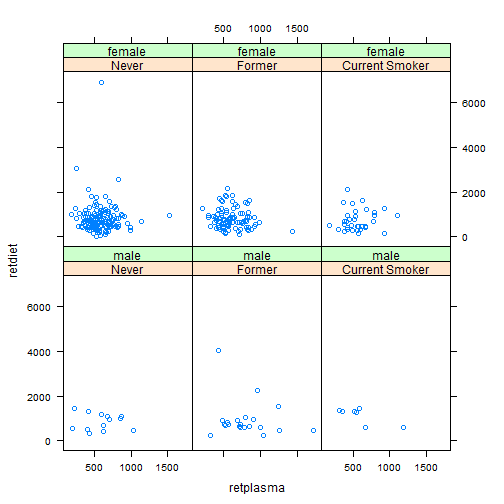 500 1000 1500
female female female
Never Former Current Smoker
6000
4000
2000
0
male male male
Never Former Current Smoker
6000
4000
2000
0
500 1000 1500 500 1000 1500
retdiet
retplasma